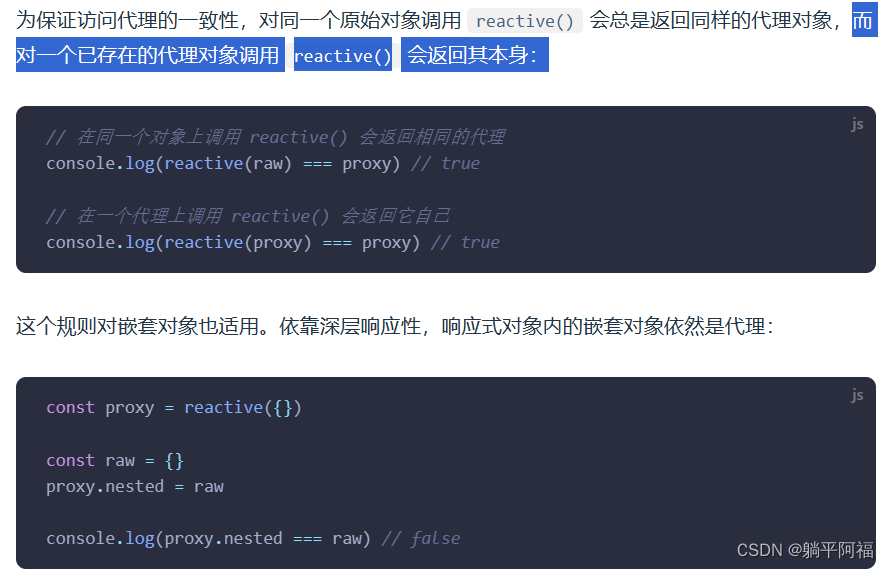 为保证访问代理的一致性，对同一个原始对象调用 reactive() 会总是返回同样的代理对象，而
对一个已存在的代理对象调用 reactive() 会返回其本身：
js
// 在同一个对象上调用 reactive() 会返回相同的代理
console.log(reactive(raw) === proxy) // true
// 在一个代理上调用 reactive() 会返回它自己
console.log(reactive(proxy) === proxy) // true
这个规则对嵌套对象也适用。依靠深层响应性，响应式对象内的嵌套对象依然是代理：
js
const proxy = reactive({})
const raw = {}
proxy.nested = raw
console.log(proxy.nested === raw) // false
CSDN @躺平阿福